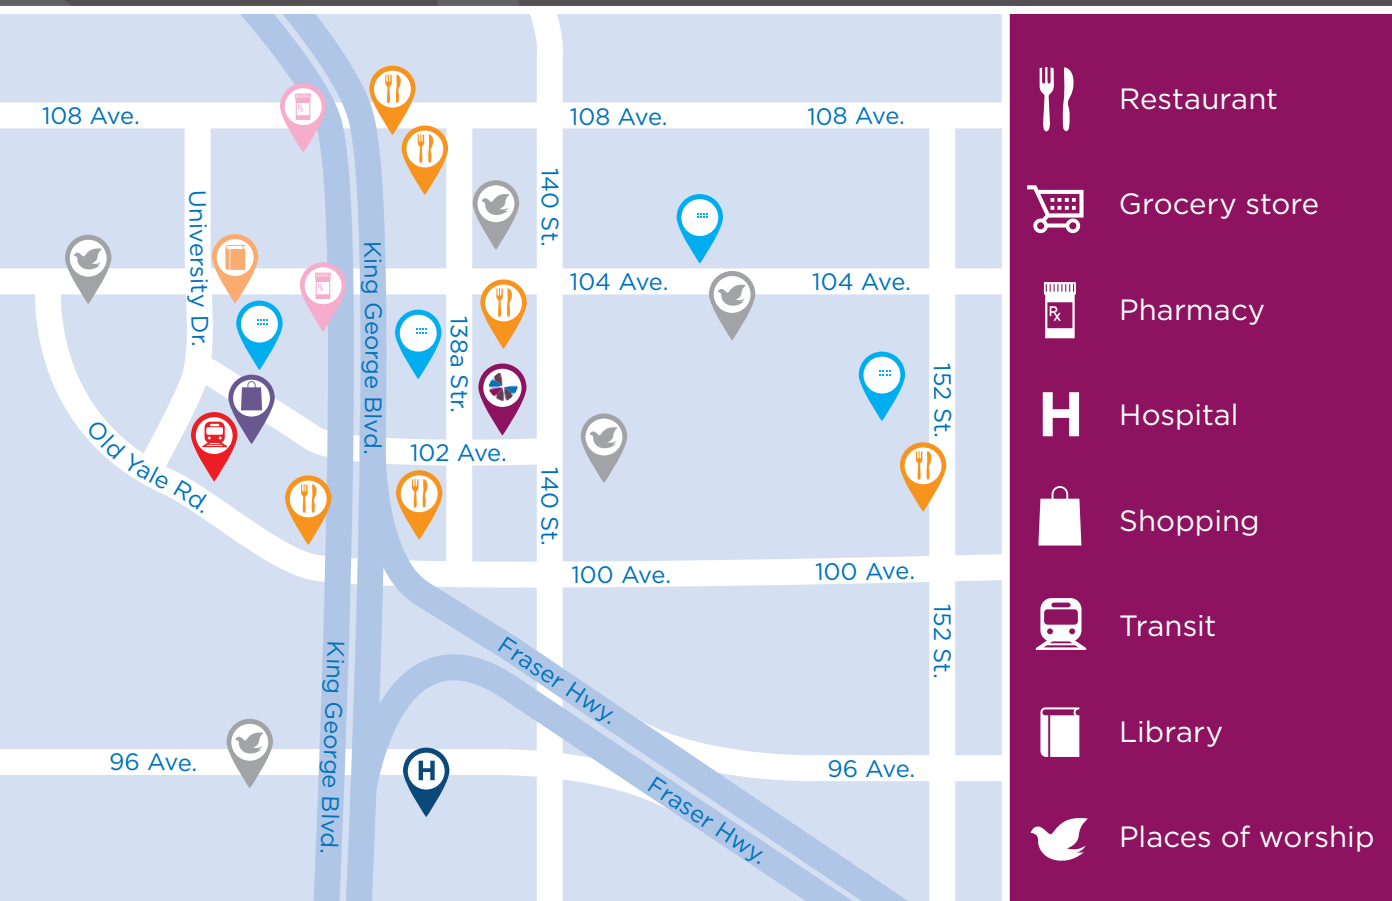 108 Ave.
108 Ave.
108 Ave.
University Dr.
140 St.
King George Blvd.
104 Ave.
104 Ave.
138a Str.
152 St.
Old Yale Rd.
102 Ave.
140 St.
100 Ave.
100 Ave.
152 St.
King George Blvd.
Fraser Hwy.
96 Ave.
H
96 Ave.
Fraser Hwy.
Restaurant
Grocery store
Rx
Pharmacy
H
Hospital
Shopping
Transit
Library
Places of worship